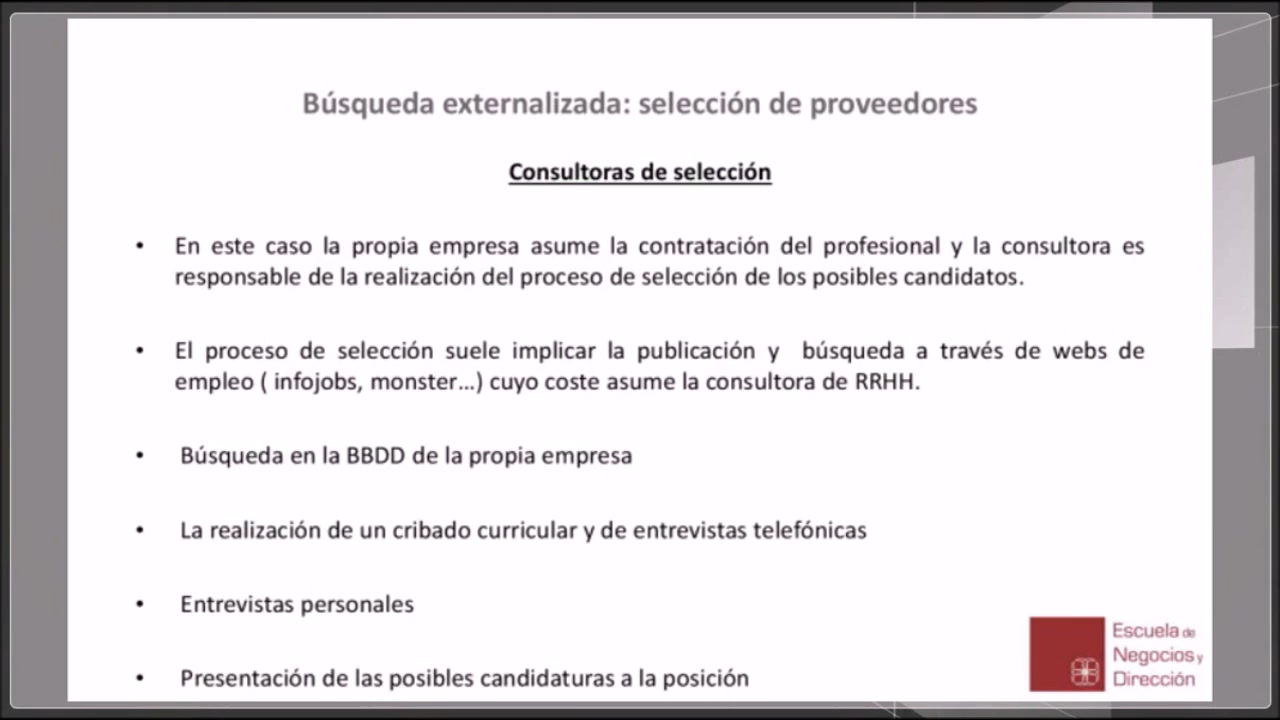 Búsqueda externalizada: selección de proveedores
Consultoras de selección
• En este caso la propia empresa asume la contratación del profesional y la consultora es
responsable de la realización del proceso de selección de los posibles candidatos.
• El proceso de selección suele implicar la publicación y búsqueda a través de webs de
empleo ( infojobs, monster…) cuyo coste asume la consultora de RRHH.
• Búsqueda en la BBDD de la propia empresa
• La realización de un cribado curricular y de entrevistas telefónicas
• Entrevistas personales
• Presentación de las posibles candidaturas a la posición
Escuela de
Negocios y
Dirección